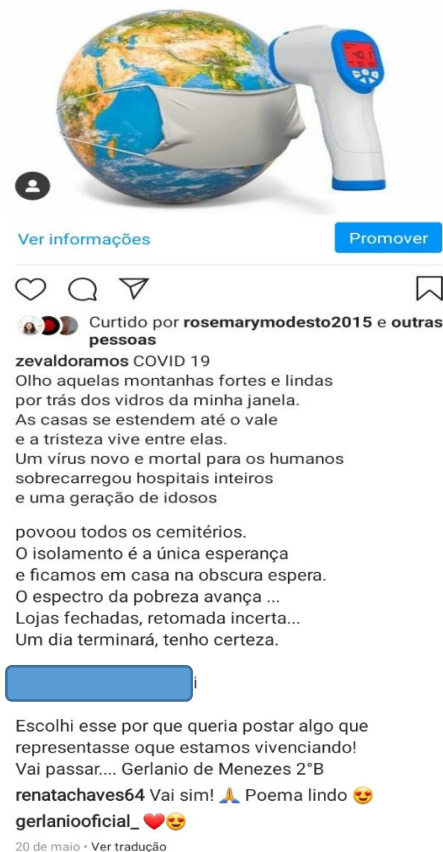 40.1
Ver informações
Promover
Curtido por rosemarymodesto2015 e outras
pessoas
zevaldoramos COVID 19
Olho aquelas montanhas fortes e lindas
por trás dos vidros da minha janela.
As casas se estendem até o vale
e a tristeza vive entre elas.
Um vírus novo e mortal para os humanos
sobrecarregou hospitais inteiros
e uma geração de idosos
povoou todos os cemitérios.
O isolamento é a única esperança
e ficamos em casa na obscura espera.
O espectro da pobreza avança ...
Lojas fechadas, retomada incerta...
Um dia terminará, tenho certeza.
i
Escolhi esse por que queria postar algo que
representasse oque estamos vivenciando!
Vai passar.... Gerlanio de Menezes 2°B
renatachaves64 Vai sim! 🙏 Poema lindo 😍
gerlaniooficial_ ❤️😍
20 de maio • Ver tradução